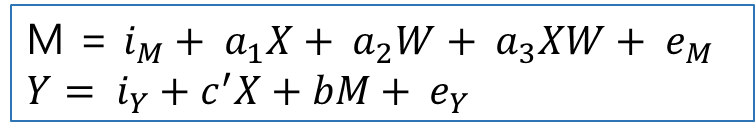 M = i_M + a_1X + a_2W + a_3XW + e_M
Y = i_Y + c'X + bM + e_Y